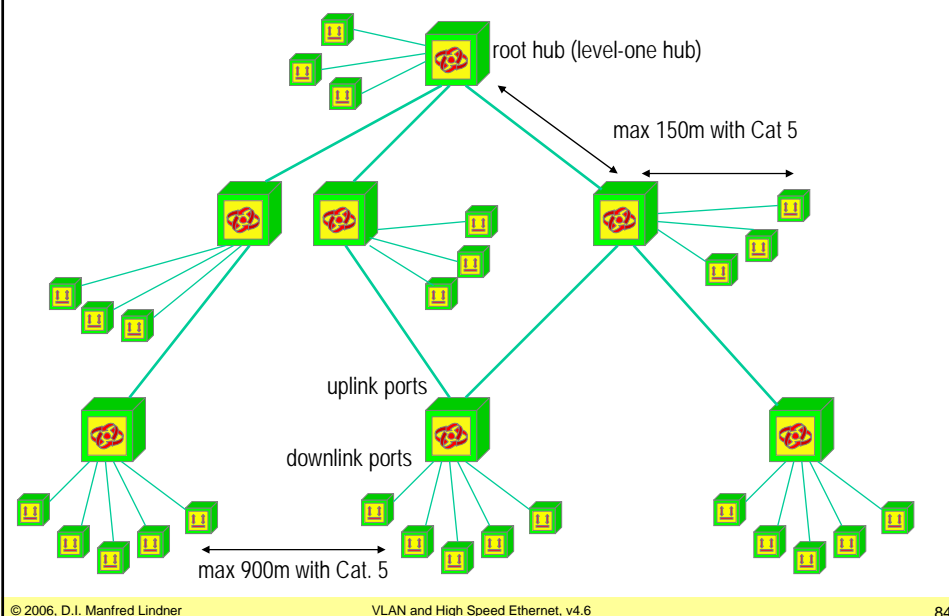 root hub (level-one hub)
max 150m with Cat 5
uplink ports
downlink ports
max 900m with Cat. 5
© 2006, D.I. Manfred Lindner
VLAN and High Speed Ethernet, v4.6
84